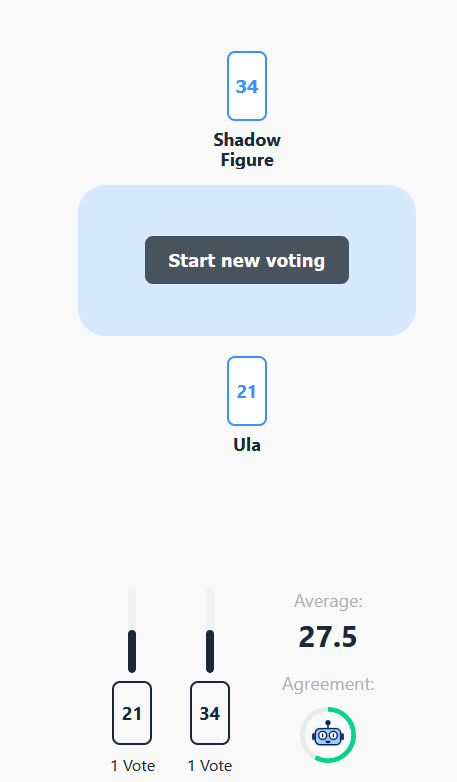 34
Shadow
Figure
Start new voting
21
Ula
Average:
27.5
Agreement:
21
34
1 Vote
1 Vote